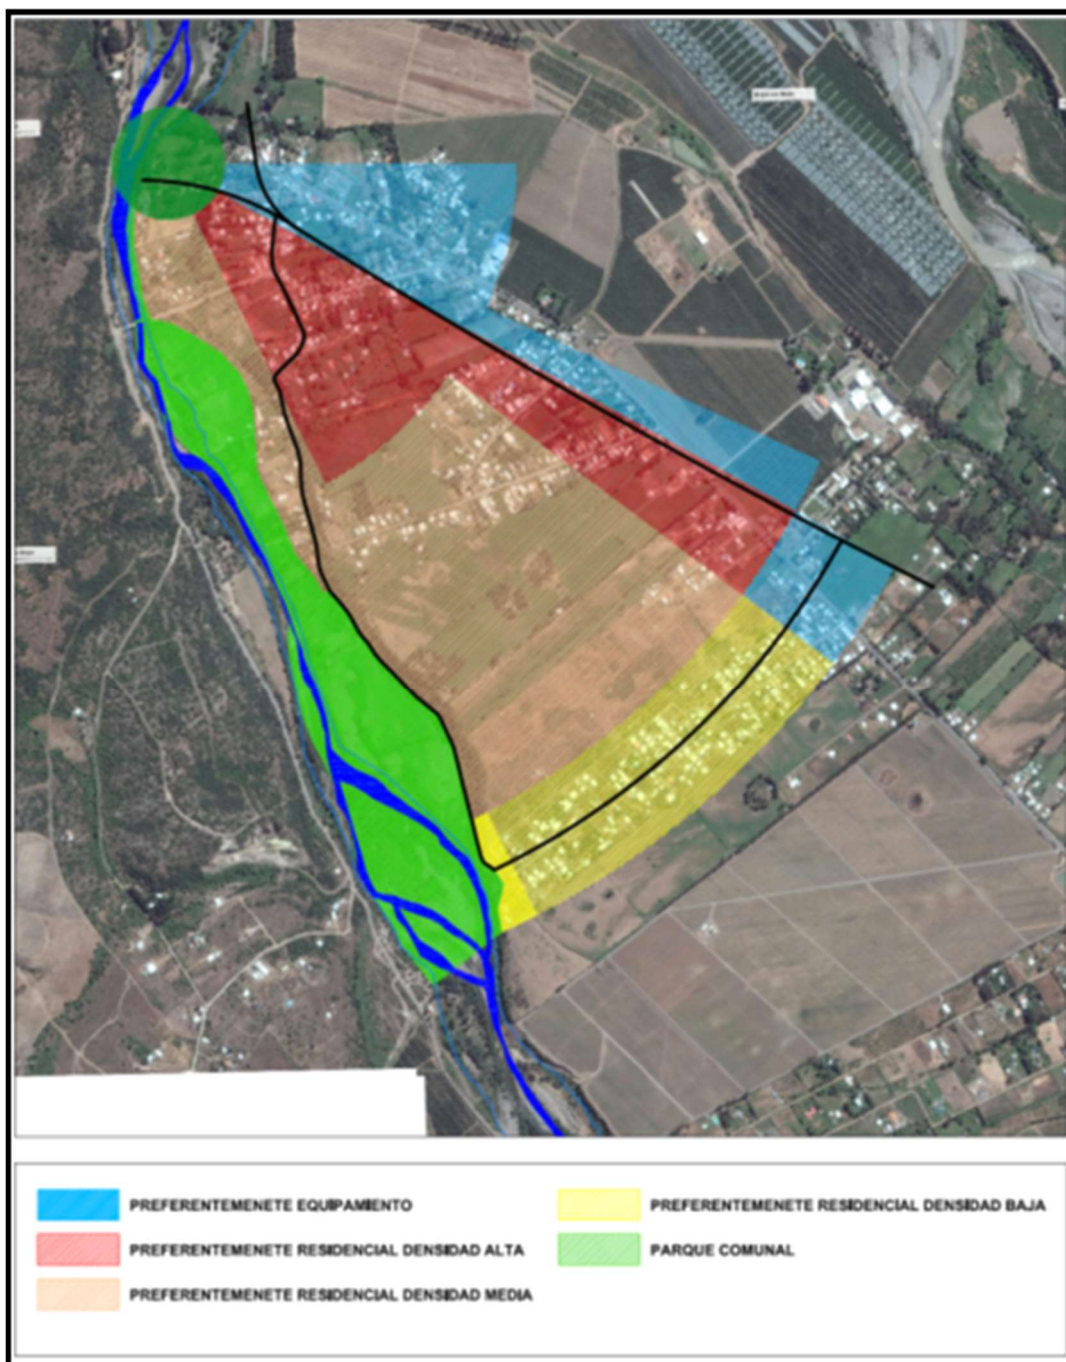 PREFERENTEMENETE EQUIPAMIENTO
PREFERENTEMENETE RESIDENCIAL DENSIDAD ALTA
PREFERENTEMENETE RESIDENCIAL DENSIDAD MEDIA
PREFERENTEMENETE RESIDENCIAL DENSIDAD BAJA
PARQUE COMUNAL